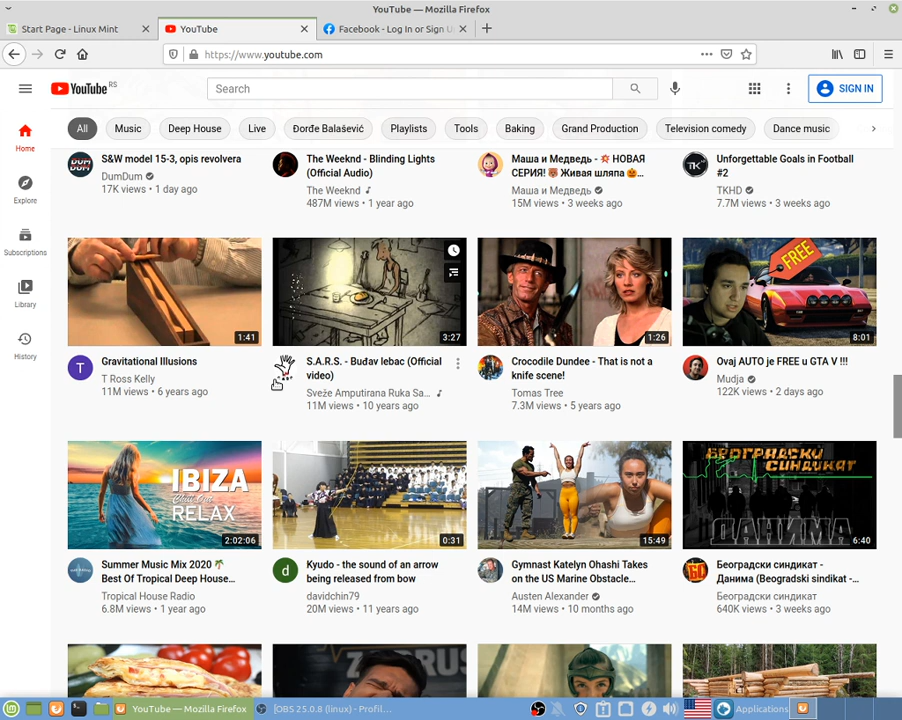 YouTube — Mozilla Firefox
Start Page - Linux Mint
YouTube
Facebook - Log In or Sign U
https://www.youtube.com
YouTube RS
Search
SIGN IN
All
Music
Deep House
Live
Đorđe Balašević
Playlists
Tools
Baking
Grand Production
Television comedy
Dance music
Home
Explore
Subscriptions
Library
History
S&W model 15-3, opis revolvera
DumDum
17K views • 1 day ago
The Weeknd - Blinding Lights
(Official Audio)
The Weeknd
487M views • 1 year ago
Маша и Медведь - 💥 НОВАЯ
СЕРИЯ! 🐻 Живая шляпа 🎃...
Маша и Медведь
15M views • 3 weeks ago
Unforgettable Goals in Football
#2
TKHD
7.7M views • 3 weeks ago
1:41
3:27
1:26
FREE
8:01
Gravitational Illusions
T Ross Kelly
11M views • 6 years ago
S.A.R.S. - Buđav lebac (Official
video)
Sveže Amputirana Ruka Sa...
11M views • 10 years ago
Crocodile Dundee - That is not a
knife scene!
Tomas Tree
7.3M views • 5 years ago
Ovaj AUTO je FREE u GTA V !!!
Mudja
122K views • 2 days ago
IBIZA
Chill Out
RELAX
2:02:06
0:31
15:49
БЕОГРАДСКИ
СИНДИКАТ
ДАНИМА
6:40
Summer Music Mix 2020 🌴
Best Of Tropical Deep House...
Tropical House Radio
6.8M views • 1 year ago
Kyudo - the sound of an arrow
being released from bow
davidchin79
20M views • 11 years ago
Gymnast Katelyn Ohashi Takes
on the US Marine Obstacle...
Austen Alexander
14M views • 10 months ago
Београдски синдикат -
Данима (Beogradski sindikat -...
Београдски синдикат
640K views • 3 weeks ago
YouTube — Mozilla Firefox
[OBS 25.0.8 (linux) - Profil...
Applications